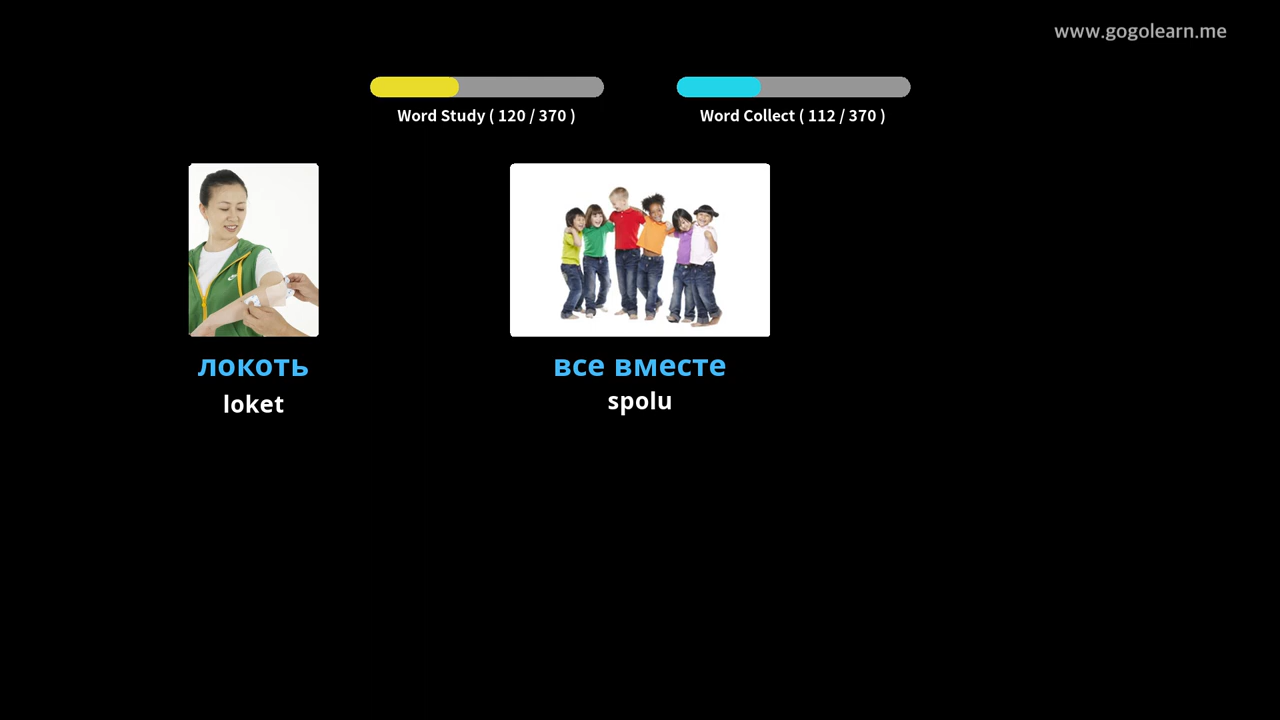 www.gogolearn.me
Word Study ( 120 / 370 )
Word Collect ( 112 / 370 )
локоть
loket
все вместе
spolu